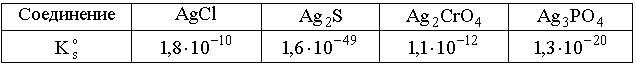 Соединение AgCl Ag₂S Ag₂CrO₄ Ag₃PO₄
K°ₛ 1,8·10⁻¹⁰ 1,6·10⁻⁴⁹ 1,1·10⁻¹² 1,3·10⁻²⁰